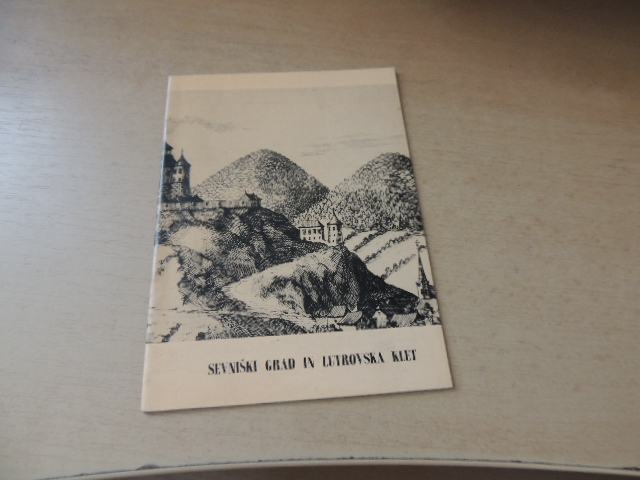 SEVNIŠKI GRAD IN LUTROVSKA KLET